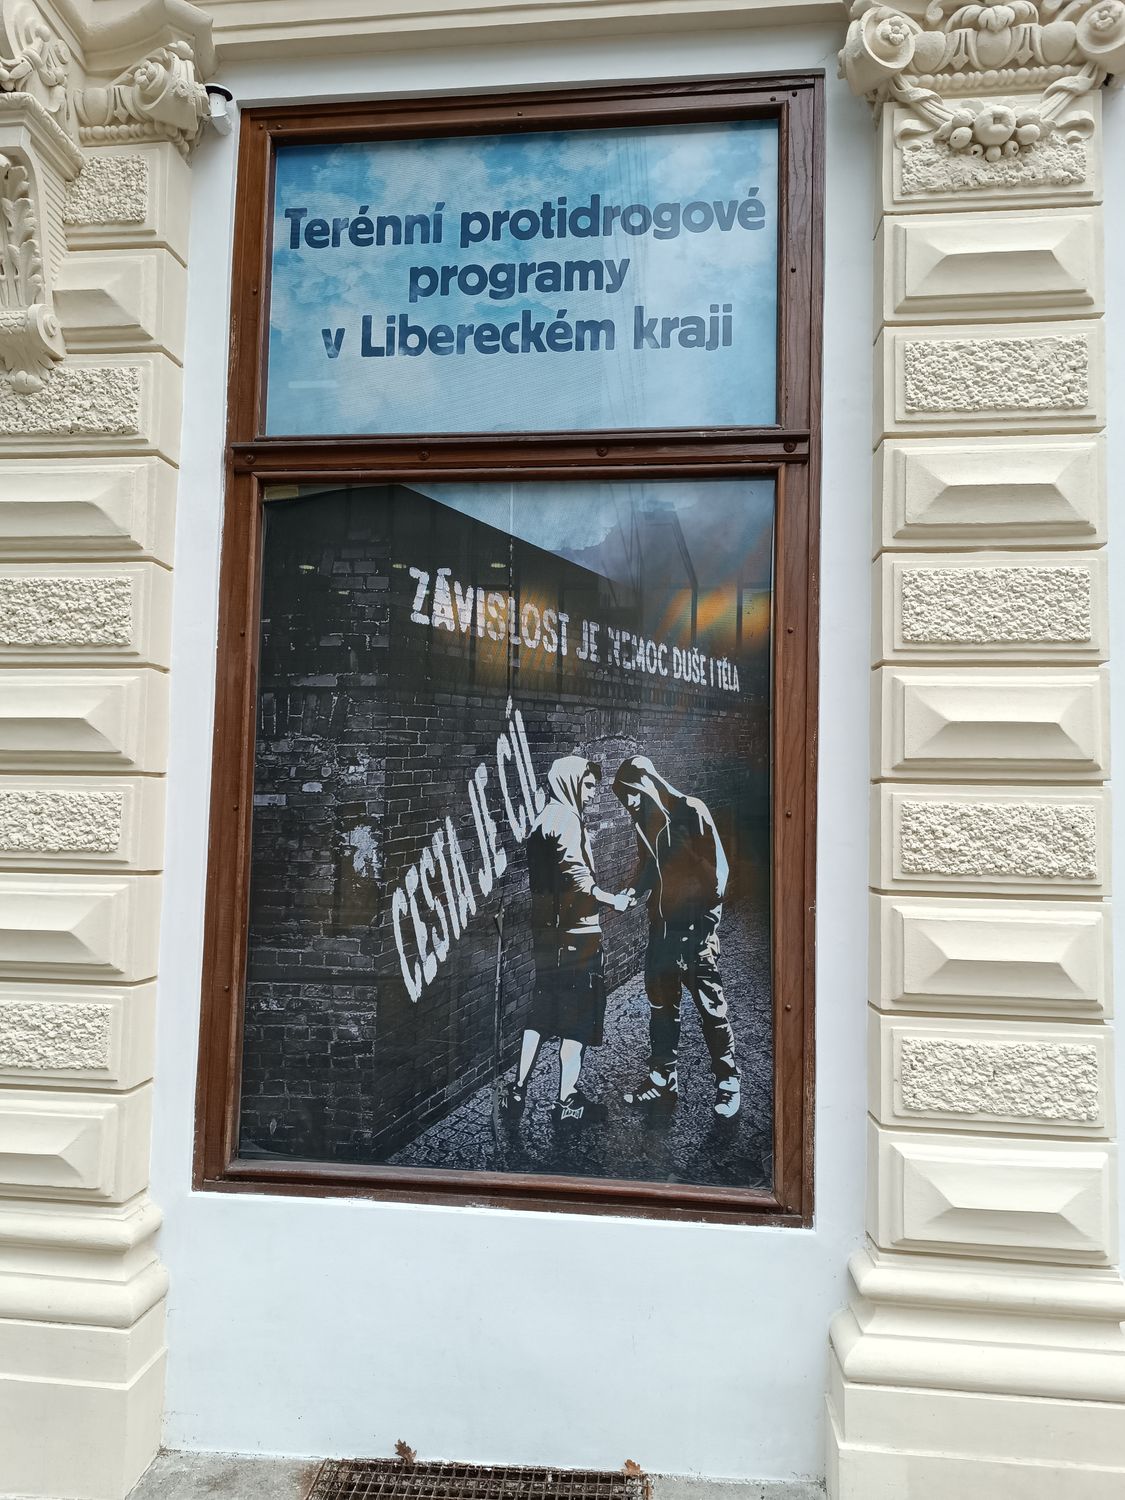 Terénní protidrogové
programy
v Libereckém kraji
ZÁVISLOST JE NEMOC DUŠE I TĚLA
CESTA JE CÍL